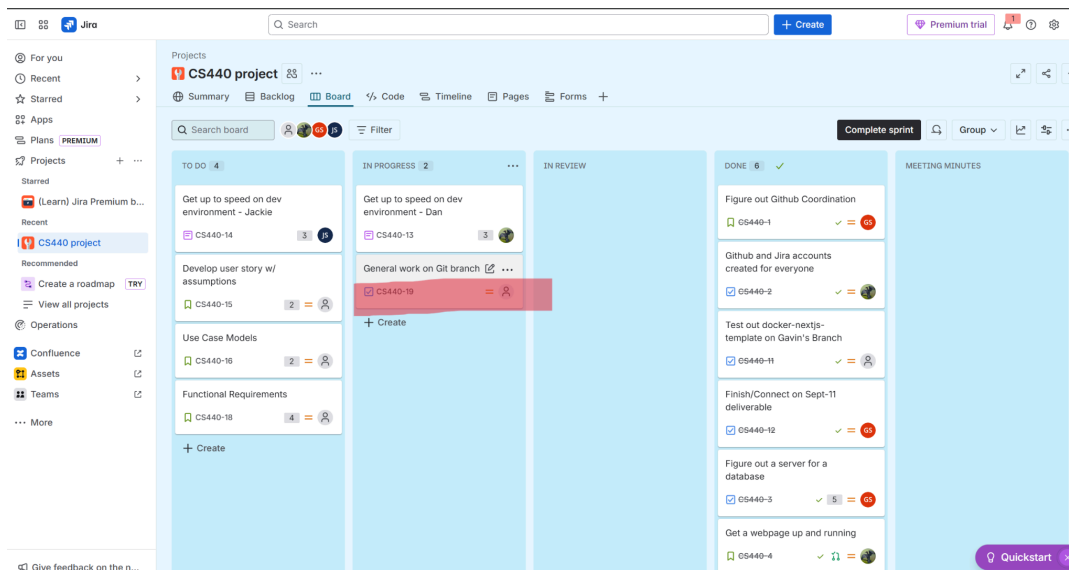 Jira
Search
+ Create
Premium trial
1
For you
Recent
Starred
Apps
Plans PREMIUM
Projects
Starred
(Learn) Jira Premium b...
Recent
CS440 project
Recommended
Create a roadmap TRY
View all projects
Operations
Confluence
Assets
Teams
... More
Give feedback on the n...
Projects
CS440 project
Summary Backlog Board Code Timeline Pages Forms
Search board
GS JS
Filter
Complete sprint
Group
TO DO 4
Get up to speed on dev
environment - Jackie
CS440-14 3 JS
Develop user story w/
assumptions
CS440-15 2
Use Case Models
CS440-16 2
Functional Requirements
CS440-18 4
+ Create
IN PROGRESS 2
Get up to speed on dev
environment - Dan
CS440-13 3
General work on Git branch
CS440-19
+ Create
IN REVIEW
DONE 6
Figure out Github Coordination
CS440-1 GS
Github and Jira accounts
created for everyone
CS440-2
Test out docker-nextjs-
template on Gavin's Branch
CS440-11
Finish/Connect on Sept-11
deliverable
CS440-12 GS
Figure out a server for a
database
CS440-3 5 GS
Get a webpage up and running
CS440-4
MEETING MINUTES
Quickstart